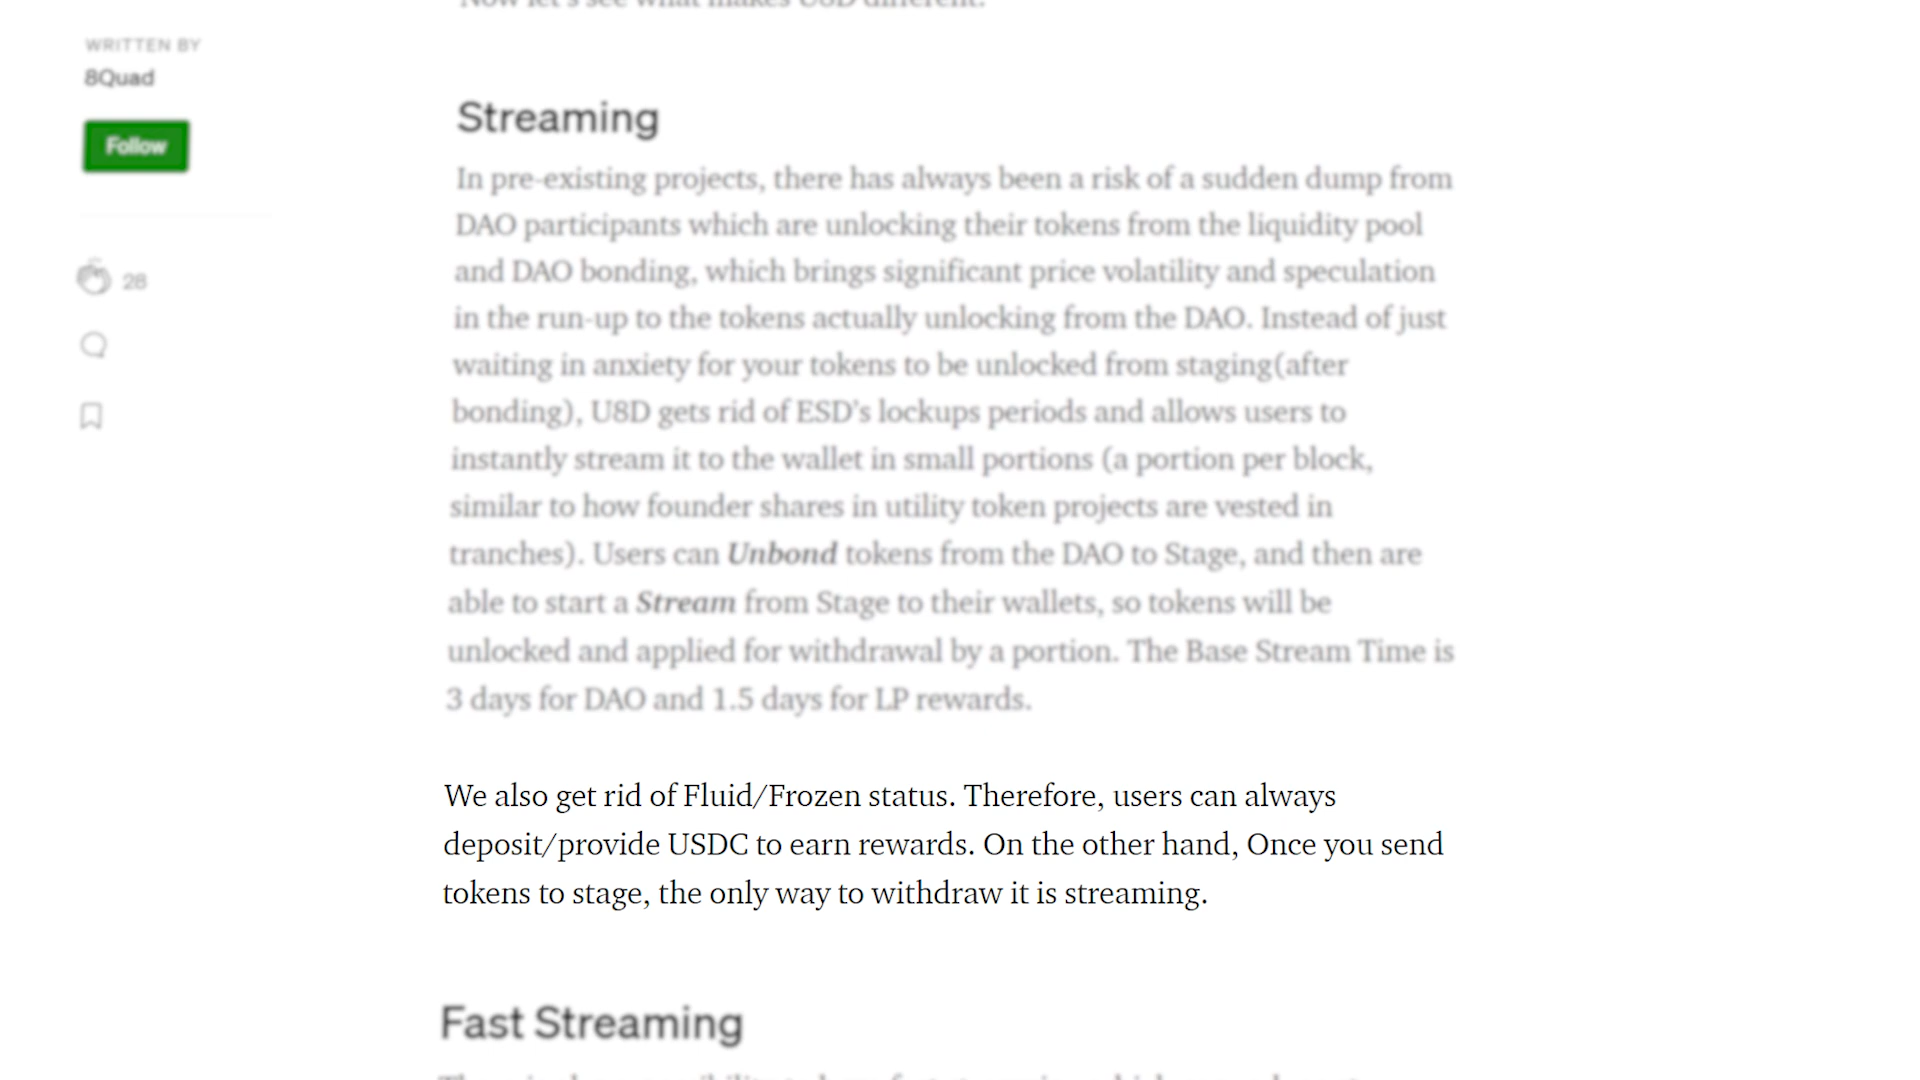 Now let's see what makes U8D different.
WRITTEN BY
8Quad
Follow
28
Streaming
In pre-existing projects, there has always been a risk of a sudden dump from
DAO participants which are unlocking their tokens from the liquidity pool
and DAO bonding, which brings significant price volatility and speculation
in the run-up to the tokens actually unlocking from the DAO. Instead of just
waiting in anxiety for your tokens to be unlocked from staging(after
bonding), U8D gets rid of ESD's lockups periods and allows users to
instantly stream it to the wallet in small portions (a portion per block,
similar to how founder shares in utility token projects are vested in
tranches). Users can Unbond tokens from the DAO to Stage, and then are
able to start a Stream from Stage to their wallets, so tokens will be
unlocked and applied for withdrawal by a portion. The Base Stream Time is
3 days for DAO and 1.5 days for LP rewards.
We also get rid of Fluid/Frozen status. Therefore, users can always
deposit/provide USDC to earn rewards. On the other hand, Once you send
tokens to stage, the only way to withdraw it is streaming.
Fast Streaming